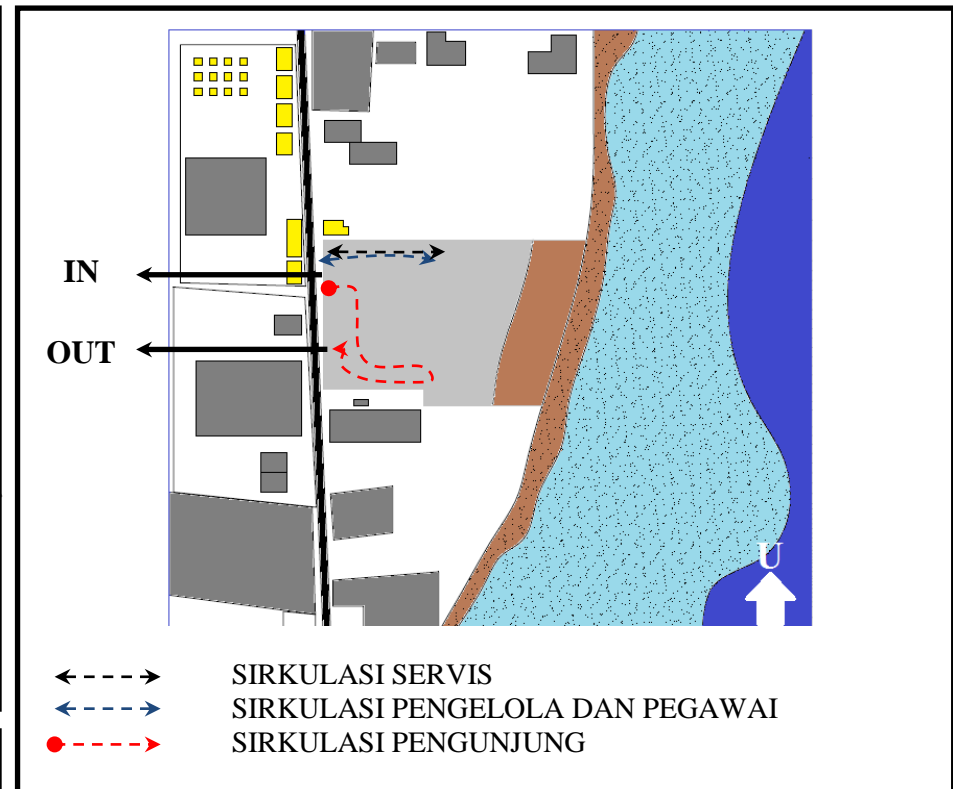 U
IN
OUT
SIRKULASI SERVIS
SIRKULASI PENGELOLA DAN PEGAWAI
SIRKULASI PENGUNJUNG